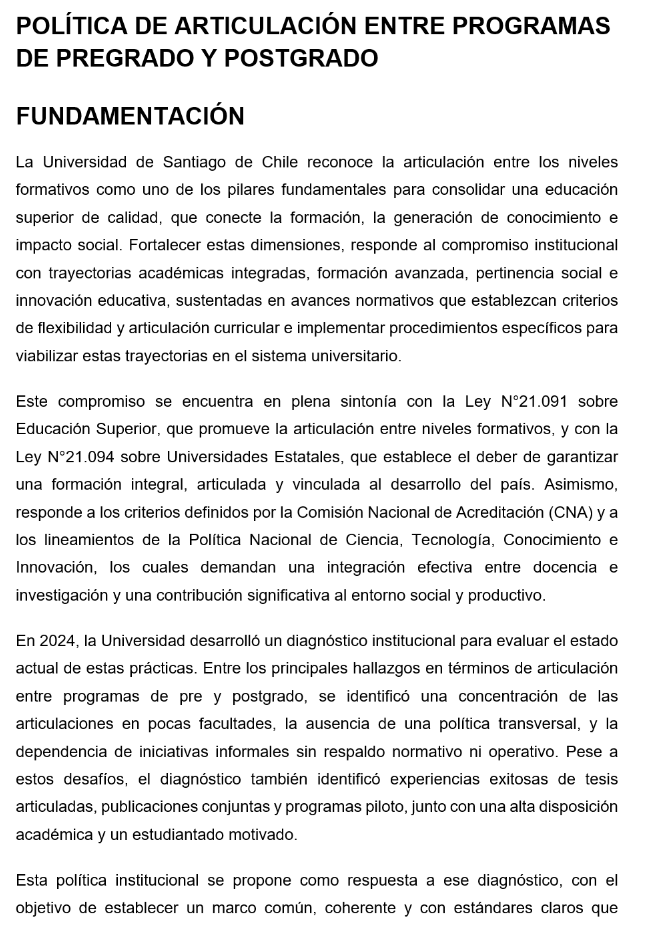 POLÍTICA DE ARTICULACIÓN ENTRE PROGRAMAS
DE PREGRADO Y POSTGRADO
FUNDAMENTACIÓN
La Universidad de Santiago de Chile reconoce la articulación entre los niveles
formativos como uno de los pilares fundamentales para consolidar una educación
superior de calidad, que conecte la formación, la generación de conocimiento e
impacto social. Fortalecer estas dimensiones, responde al compromiso institucional
con trayectorias académicas integradas, formación avanzada, pertinencia social e
innovación educativa, sustentadas en avances normativos que establezcan criterios
de flexibilidad y articulación curricular e implementar procedimientos específicos para
viabilizar estas trayectorias en el sistema universitario.
Este compromiso se encuentra en plena sintonía con la Ley N°21.091 sobre
Educación Superior, que promueve la articulación entre niveles formativos, y con la
Ley N°21.094 sobre Universidades Estatales, que establece el deber de garantizar
una formación integral, articulada y vinculada al desarrollo del país. Asimismo,
responde a los criterios definidos por la Comisión Nacional de Acreditación (CNA) y a
los lineamientos de la Política Nacional de Ciencia, Tecnología, Conocimiento e
Innovación, los cuales demandan una integración efectiva entre docencia e
investigación y una contribución significativa al entorno social y productivo.
En 2024, la Universidad desarrolló un diagnóstico institucional para evaluar el estado
actual de estas prácticas. Entre los principales hallazgos en términos de articulación
entre programas de pre y postgrado, se identificó una concentración de las
articulaciones en pocas facultades, la ausencia de una política transversal, y la
dependencia de iniciativas informales sin respaldo normativo ni operativo. Pese a
estos desafíos, el diagnóstico también identificó experiencias exitosas de tesis
articuladas, publicaciones conjuntas y programas piloto, junto con una alta disposición
académica y un estudiantado motivado.
Esta política institucional se propone como respuesta a ese diagnóstico, con el
objetivo de establecer un marco común, coherente y con estándares claros que